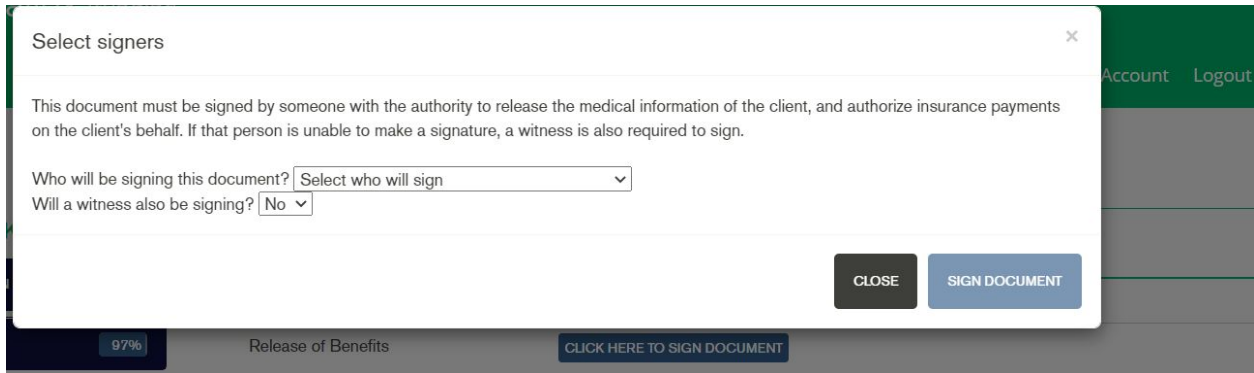 Select signers
×
Account Logout
This document must be signed by someone with the authority to release the medical information of the client, and authorize insurance payments
on the client's behalf. If that person is unable to make a signature, a witness is also required to sign.
Who will be signing this document? Select who will sign
Will a witness also be signing? No
CLOSE SIGN DOCUMENT
97% Release of Benefits CLICK HERE TO SIGN DOCUMENT